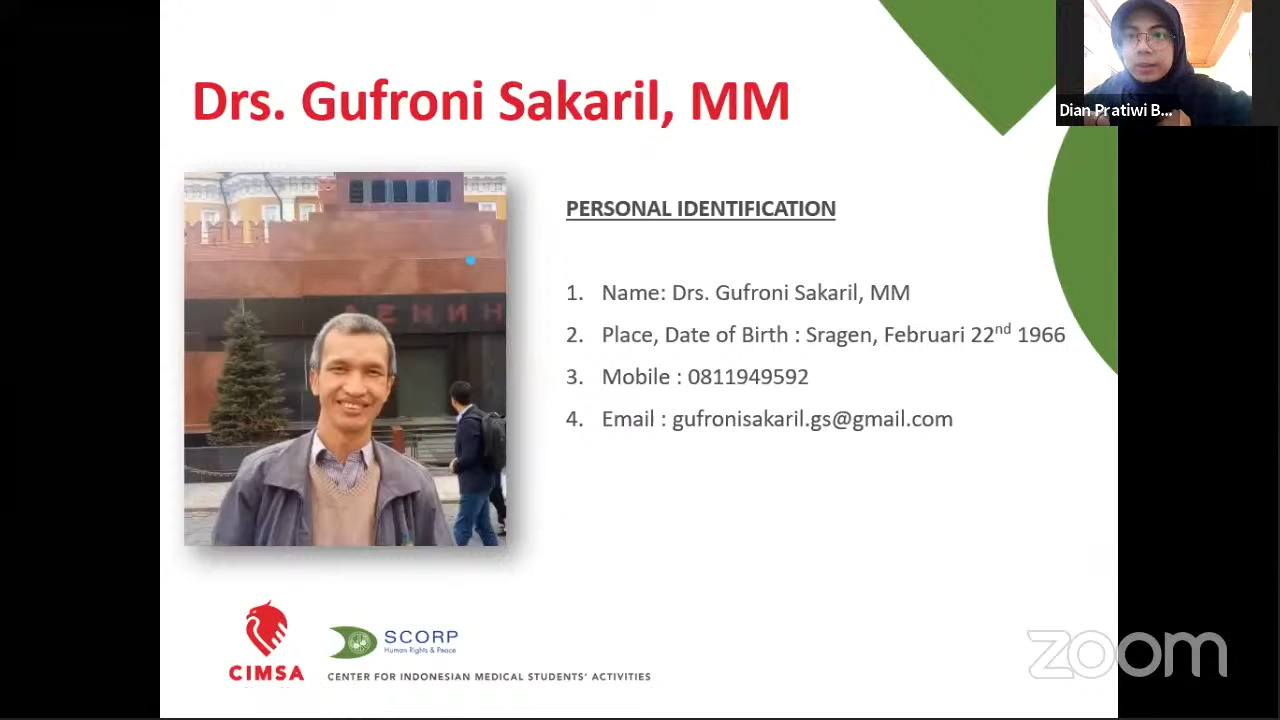 Drs. Gufroni Sakaril, MM
Dian Pratiwi B...
PERSONAL IDENTIFICATION
1. Name: Drs. Gufroni Sakaril, MM
2. Place, Date of Birth : Sragen, Februari 22nd 1966
3. Mobile : 0811949592
4. Email : gufronisakaril.gs@gmail.com
ЛЕНИН
CIMSA
SCORP
Human Rights & Peace
CENTER FOR INDONESIAN MEDICAL STUDENTS' ACTIVITIES
zoom